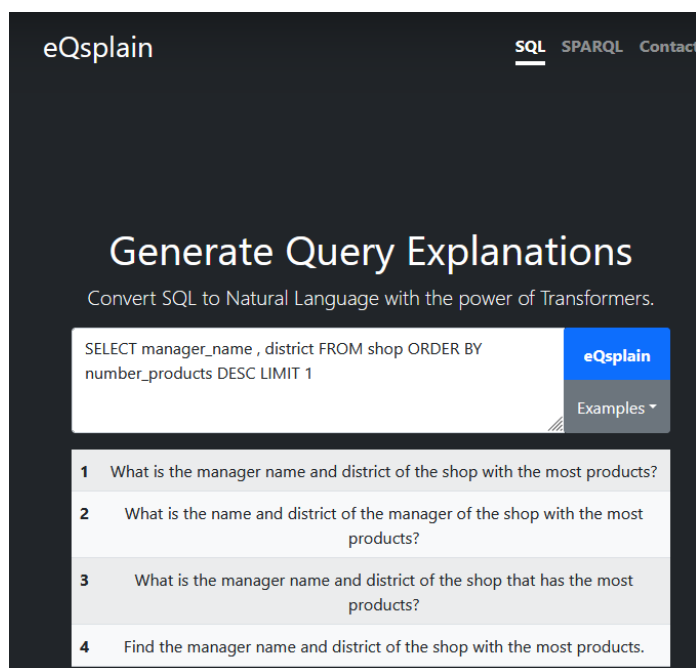 eQsplain
SQL SPARQL Contact
Generate Query Explanations
Convert SQL to Natural Language with the power of Transformers.
SELECT manager_name , district FROM shop ORDER BY
number_products DESC LIMIT 1
eQsplain
Examples
1 What is the manager name and district of the shop with the most products?
2 What is the name and district of the manager of the shop with the most
products?
3 What is the manager name and district of the shop that has the most
products?
4 Find the manager name and district of the shop with the most products.